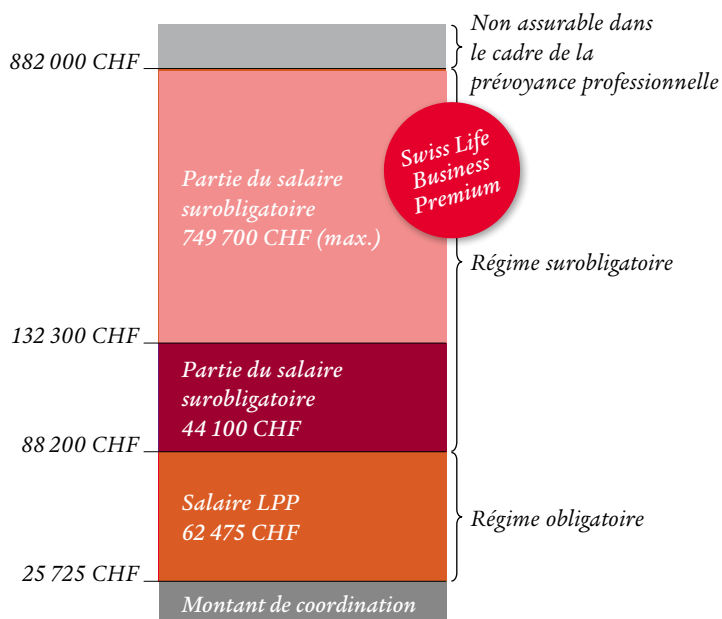 Non assurable dans
le cadre de la
prévoyance professionnelle
882 000 CHF
Swiss Life
Business
Premium
Partie du salaire
surobligatoire
749 700 CHF (max.)
Régime surobligatoire
132 300 CHF
Partie du salaire
surobligatoire
44 100 CHF
88 200 CHF
Salaire LPP
62 475 CHF
Régime obligatoire
25 725 CHF
Montant de coordination